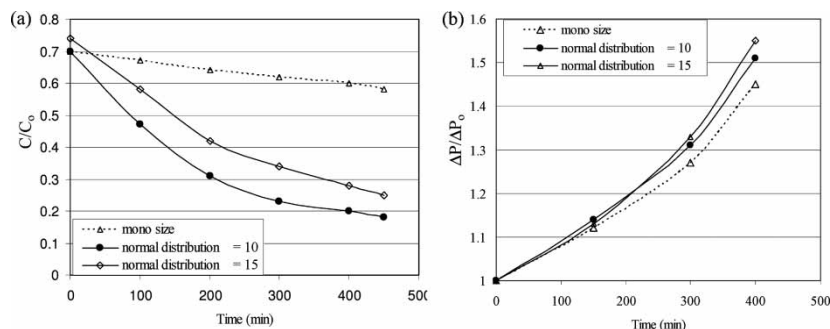 (a)
0.8
0.7
0.6
0.5
0.4
0.3
0.2
0.1
0
C/Co
mono size
normal distribution = 10
normal distribution = 15
0 100 200 300 400 500
Time (min)
(b)
1.6
1.5
1.4
1.3
1.2
1.1
1
ΔP/ΔPo
mono size
normal distribution = 10
normal distribution = 15
0 100 200 300 400 500
Time (min)